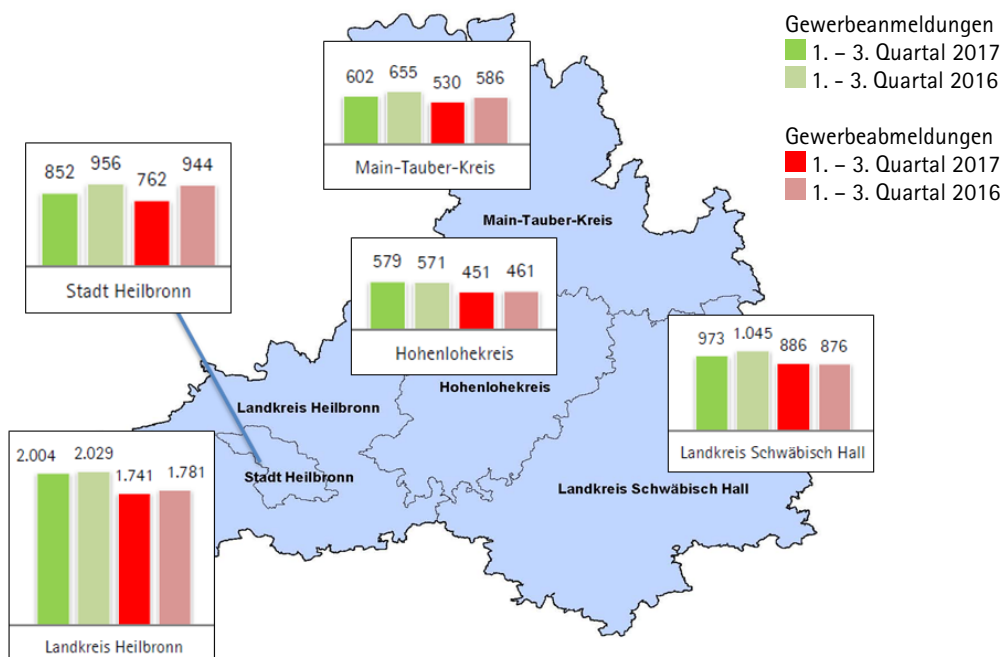 Gewerbeanmeldungen
1. – 3. Quartal 2017
1. - 3. Quartal 2016
Gewerbeabmeldungen
1. – 3. Quartal 2017
1. – 3. Quartal 2016
602 655 530 586
Main-Tauber-Kreis
852 956 762 944
Stadt Heilbronn
Main-Tauber-Kreis
579 571 451 461
Hohenlohekreis
973 1.045 886 876
Landkreis Schwäbisch Hall
Hohenlohekreis
Landkreis Heilbronn
Stadt Heilbronn
Landkreis Schwäbisch Hall
2.004 2.029 1.741 1.781
Landkreis Heilbronn